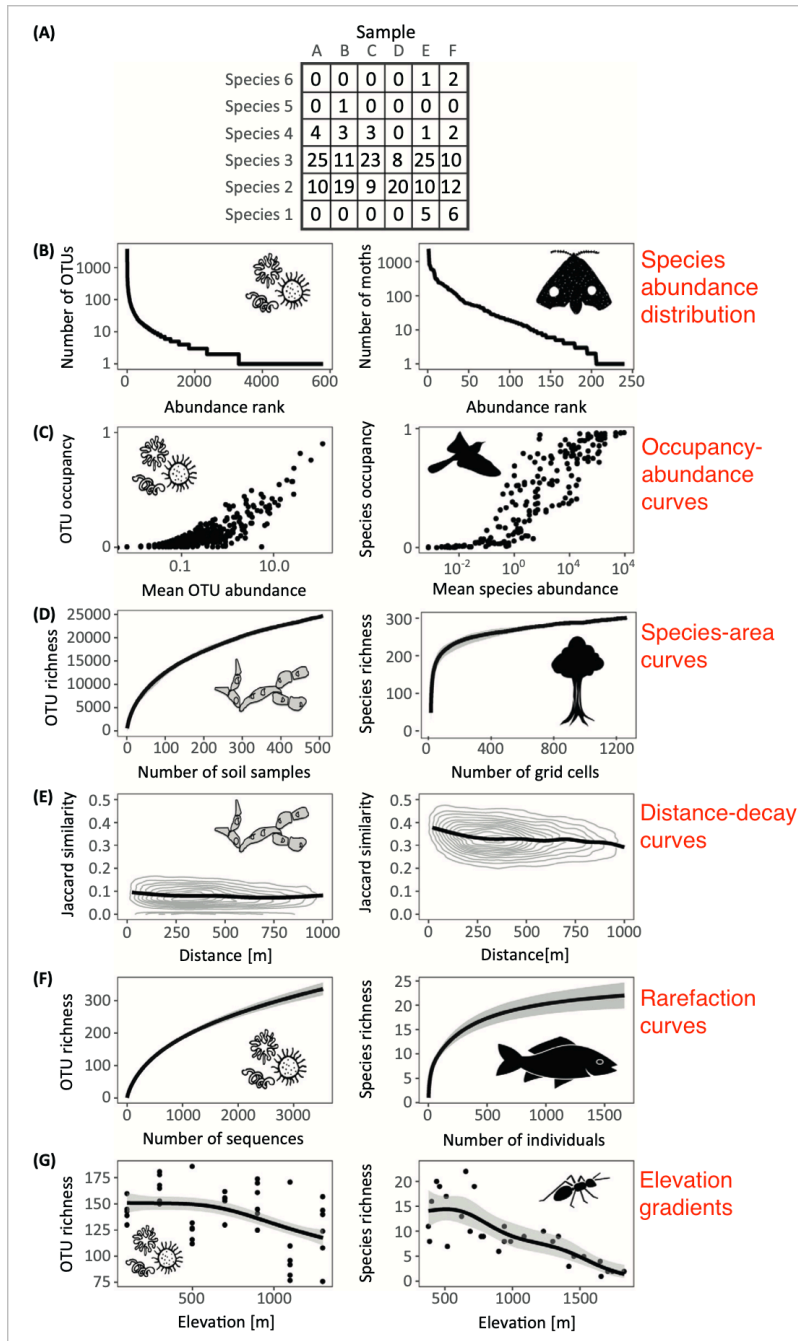 (A)
Sample
A B C D E F
Species 6 0 0 0 0 1 2
Species 5 0 1 0 0 0 0
Species 4 4 3 3 0 1 2
Species 3 25 11 23 8 25 10
Species 2 10 19 9 20 10 12
Species 1 0 0 0 0 5 6
(B)
Number of OTUs
1000
100
10
1
0 2000 4000 6000
Abundance rank
Number of moths
1000
100
10
1
0 50 100 150 200 250
Abundance rank
Species
abundance
distribution
(C)
OTU occupancy
1
0
0.1 10.0
Mean OTU abundance
Species occupancy
1
0
10⁻² 10⁰ 10⁴ 10⁴
Mean species abundance
Occupancy-
abundance
curves
(D)
OTU richness
25000
20000
15000
10000
5000
0
0 100 200 300 400 500
Number of soil samples
Species richness
300
200
100
0
0 400 800 1200
Number of grid cells
Species-area
curves
(E)
Jaccard similarity
0.5
0.4
0.3
0.2
0.1
0.0
0 250 500 750 1000
Distance [m]
Jaccard similarity
0.5
0.4
0.3
0.2
0.1
0.0
0 250 500 750 1000
Distance[m]
Distance-decay
curves
(F)
OTU richness
300
200
100
0
0 1000 2000 3000
Number of sequences
Species richness
25
20
15
10
5
0
0 500 1000 1500
Number of individuals
Rarefaction
curves
(G)
OTU richness
175
150
125
100
75
500 1000
Elevation [m]
Species richness
20
15
10
5
0
500 1000 1500
Elevation [m]
Elevation
gradients